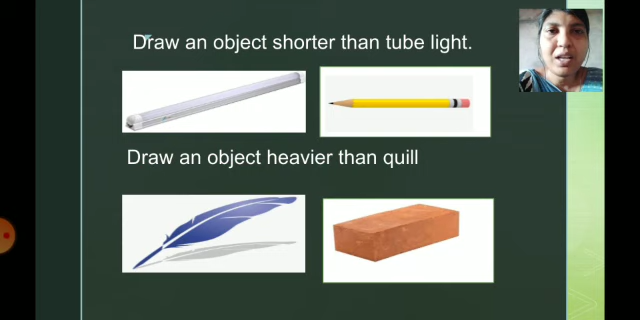 Draw an object shorter than tube light.
Draw an object heavier than quill